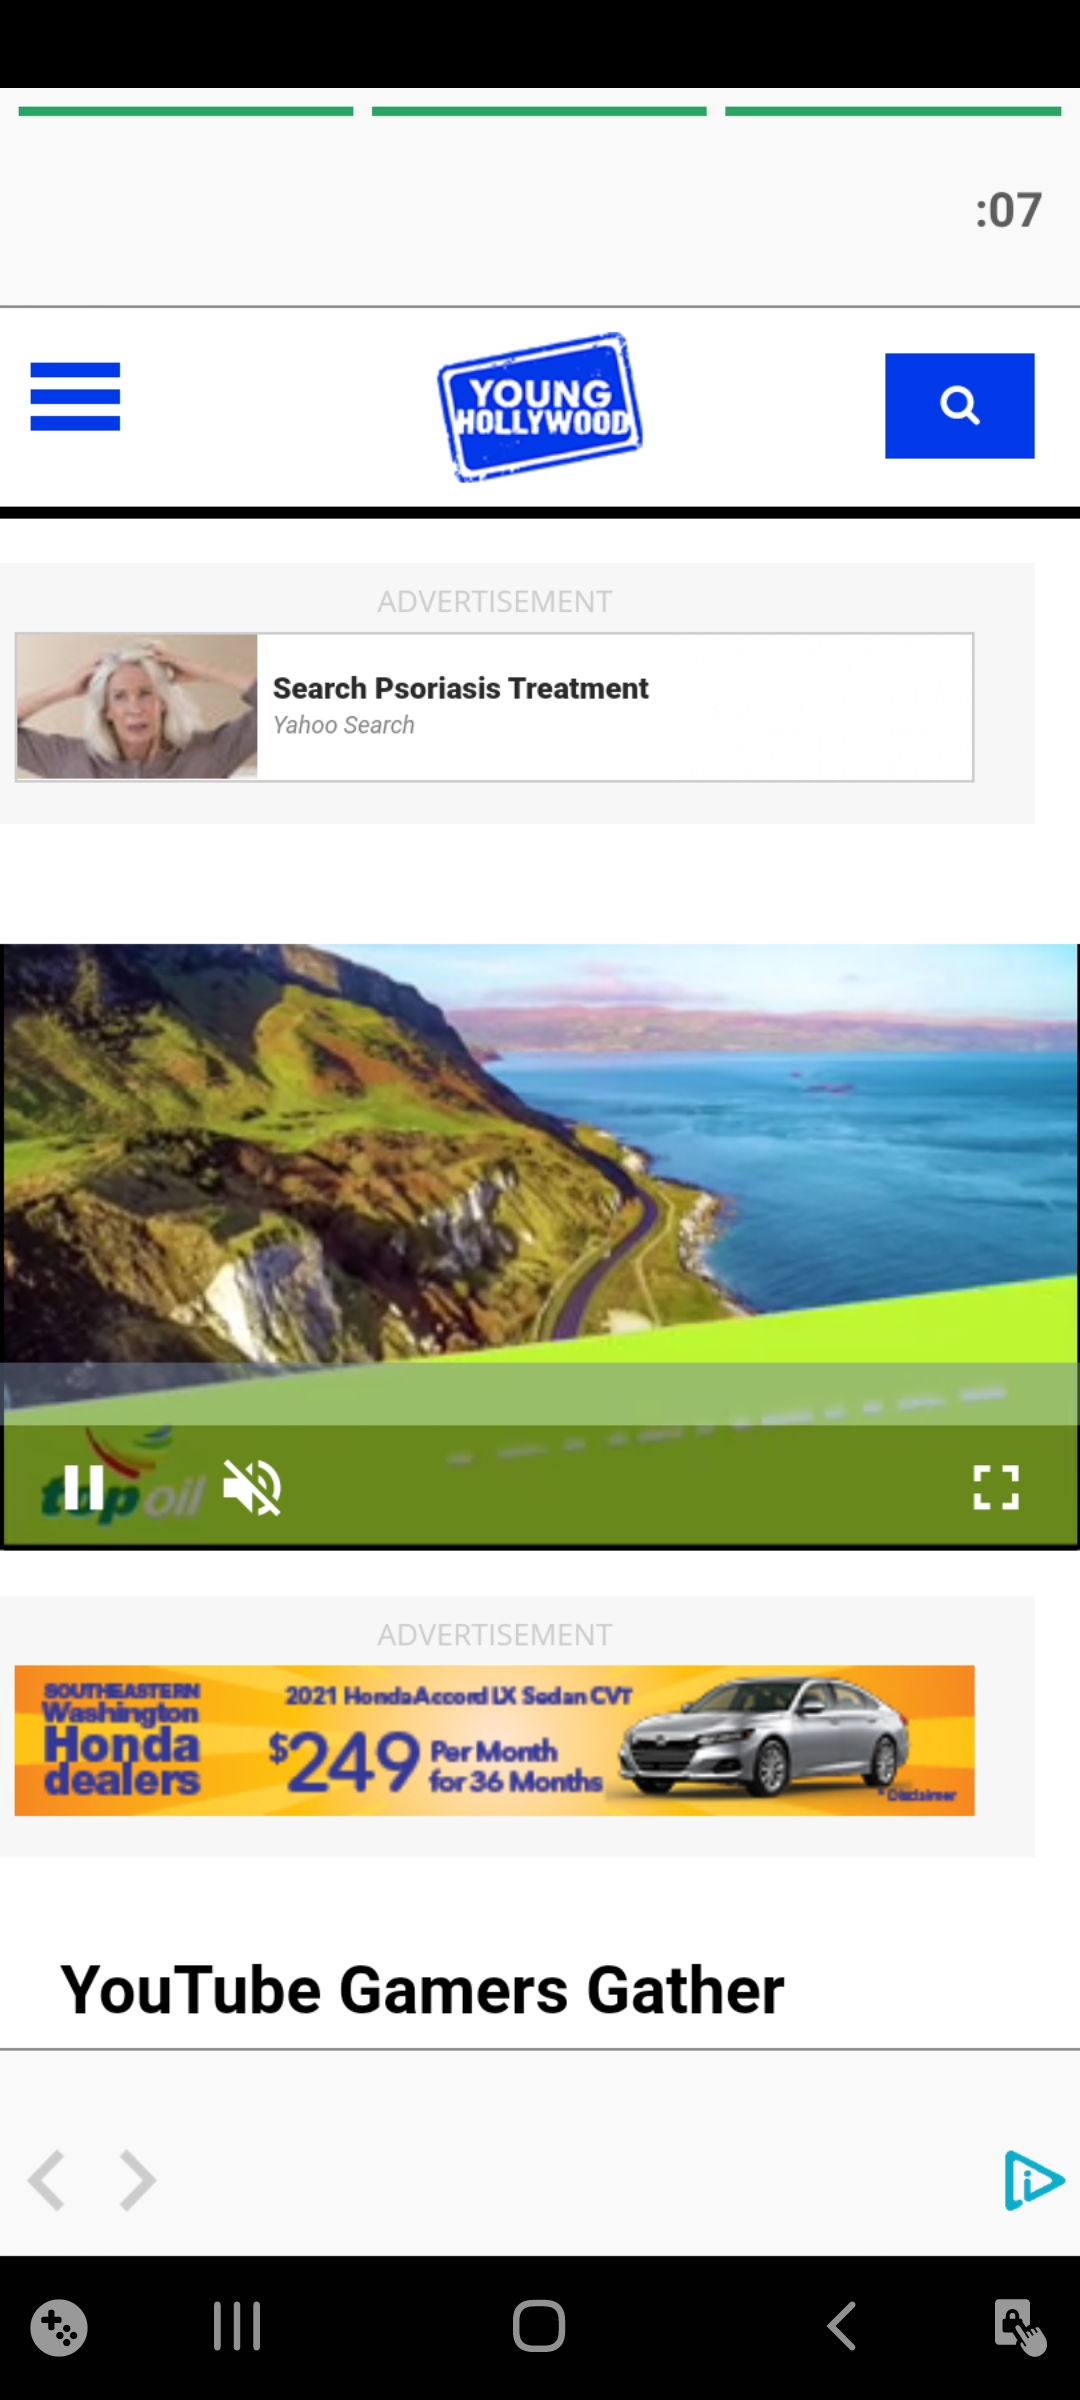 :07
YOUNG
HOLLYWOOD
ADVERTISEMENT
Search Psoriasis Treatment
Yahoo Search
top oil
ADVERTISEMENT
SOUTHEASTERN
Washington
Honda
dealers
2021 Honda Accord LX Sedan CVT
$249 Per Month
for 36 Months
* Disclaimer
YouTube Gamers Gather